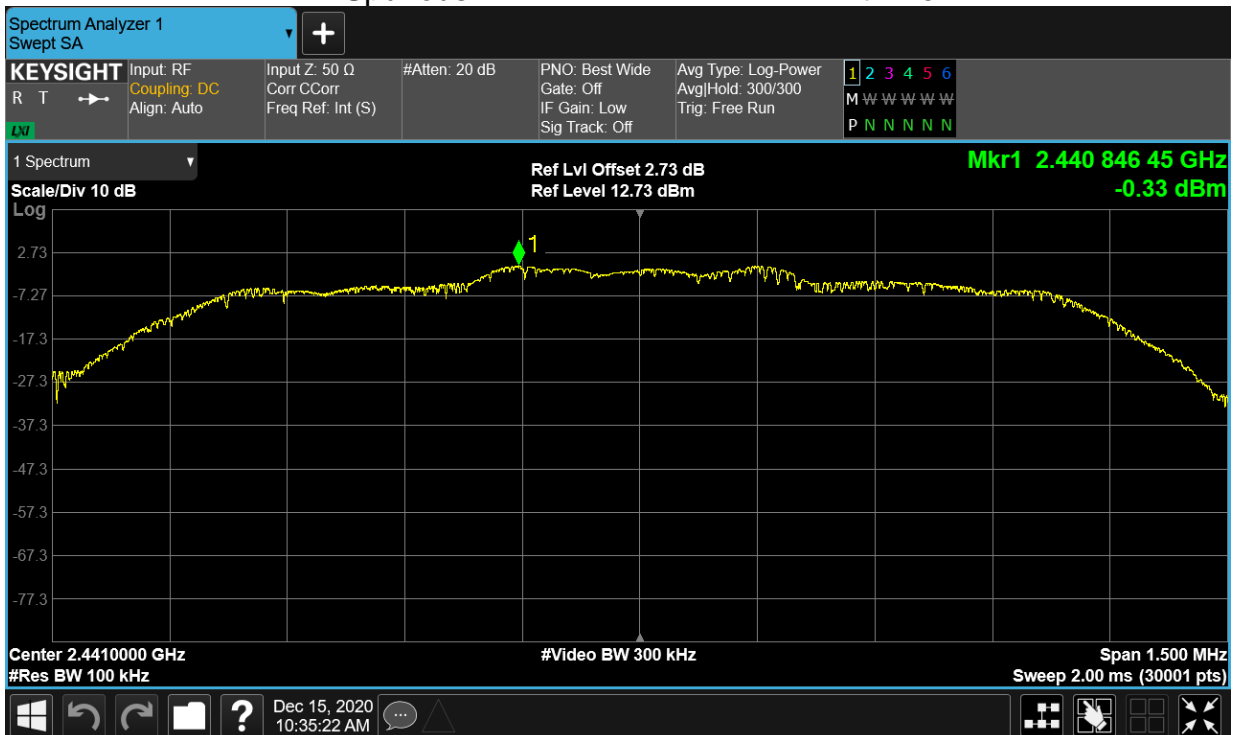 Spectrum Analyzer 1
Swept SA
KEYSIGHT
R T
LXI
Input: RF
Coupling: DC
Align: Auto
Input Z: 50 Ω
Corr CCorr
Freq Ref: Int (S)
#Atten: 20 dB
PNO: Best Wide
Gate: Off
IF Gain: Low
Sig Track: Off
Avg Type: Log-Power
Avg|Hold: 300/300
Trig: Free Run
1 2 3 4 5 6
M W W W W W
P N N N N N
1 Spectrum
Scale/Div 10 dB
Log
Ref Lvl Offset 2.73 dB
Ref Level 12.73 dBm
Mkr1 2.440 846 45 GHz
-0.33 dBm
1
2.73
-7.27
-17.3
-27.3
-37.3
-47.3
-57.3
-67.3
-77.3
Center 2.4410000 GHz
#Res BW 100 kHz
#Video BW 300 kHz
Span 1.500 MHz
Sweep 2.00 ms (30001 pts)
?
Dec 15, 2020
10:35:22 AM